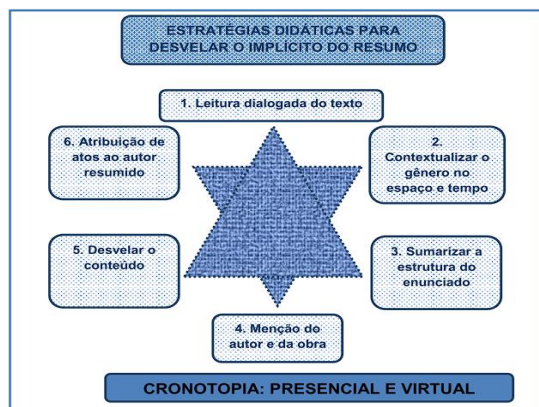 ESTRATÉGIAS DIDÁTICAS PARA
DESVELAR O IMPLÍCITO DO RESUMO
1. Leitura dialogada do texto
2.
Contextualizar o
gênero no
espaço e tempo
3. Sumarizar a
estrutura do
enunciado
4. Menção do
autor e da obra
5. Desvelar o
conteúdo
6. Atribuição de
atos ao autor
resumido
CRONOTOPIA: PRESENCIAL E VIRTUAL